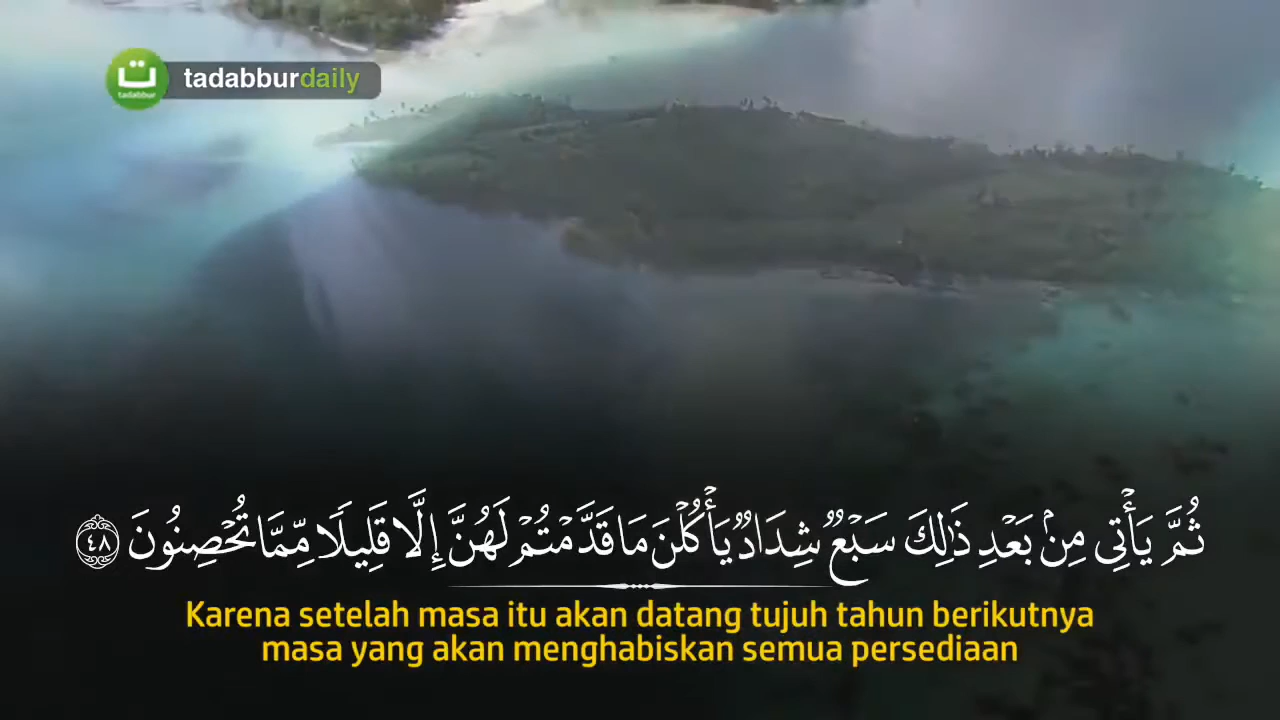 ت
tadabbur
tadabburdaily
ثُمَّ يَأْتِي مِنۢ بَعْدِ ذَٰلِكَ سَبْعٌ شِدَادٌ يَأْكُلْنَ مَا قَدَّمْتُمْ لَهُنَّ إِلَّا قَلِيلًا مِّمَّا تُحْصِنُونَ ٤٨
Karena setelah masa itu akan datang tujuh tahun berikutnya
masa yang akan menghabiskan semua persediaan